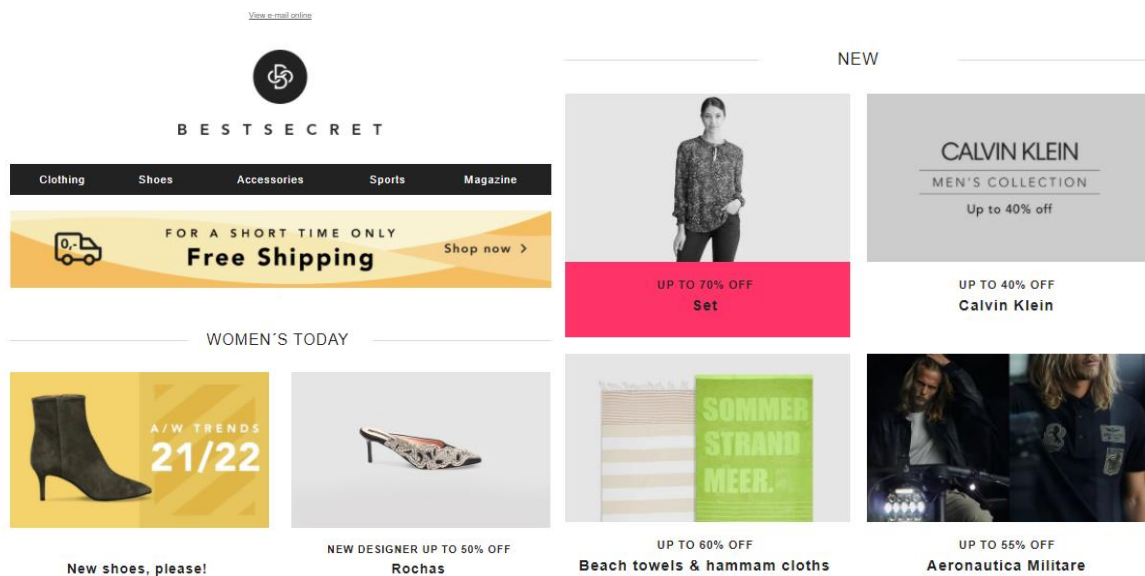 View e-mail online
BESTSECRET
Clothing Shoes Accessories Sports Magazine
0,-
FOR A SHORT TIME ONLY
Free Shipping
Shop now >
WOMEN´S TODAY
A/W TRENDS
21/22
New shoes, please!
NEW DESIGNER UP TO 50% OFF
Rochas
NEW
UP TO 70% OFF
Set
CALVIN KLEIN
MEN'S COLLECTION
Up to 40% off
UP TO 40% OFF
Calvin Klein
SOMMER
STRAND
MEER.
UP TO 60% OFF
Beach towels & hammam cloths
UP TO 55% OFF
Aeronautica Militare